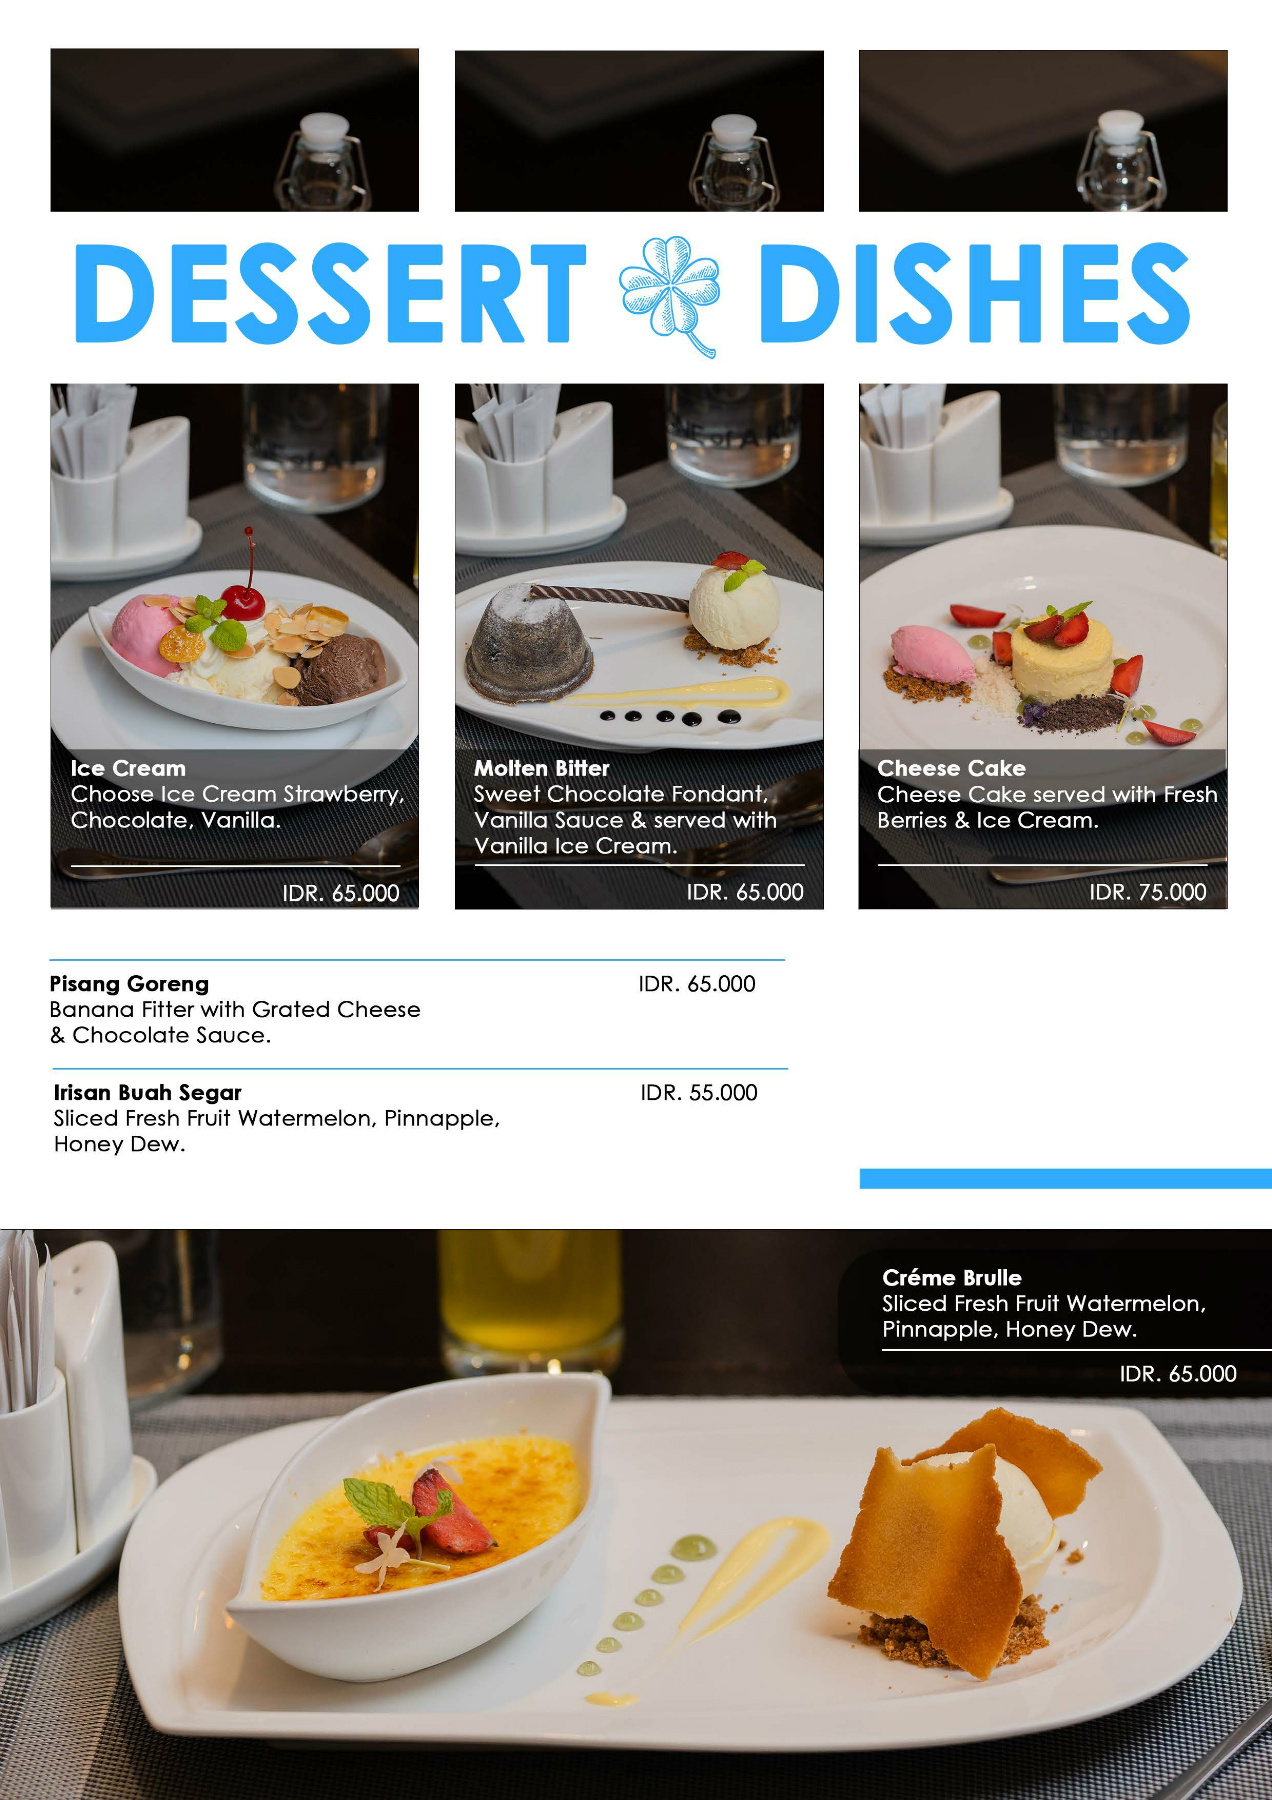 DESSERT DISHES
Ice Cream
Choose Ice Cream Strawberry,
Chocolate, Vanilla.
IDR. 65.000
Molten Bitter
Sweet Chocolate Fondant,
Vanilla Sauce & served with
Vanilla Ice Cream.
IDR. 65.000
Cheese Cake
Cheese Cake served with Fresh
Berries & Ice Cream.
IDR. 75.000
Pisang Goreng IDR. 65.000
Banana Fitter with Grated Cheese
& Chocolate Sauce.
Irisan Buah Segar IDR. 55.000
Sliced Fresh Fruit Watermelon, Pinnapple,
Honey Dew.
Créme Brulle
Sliced Fresh Fruit Watermelon,
Pinnapple, Honey Dew.
IDR. 65.000